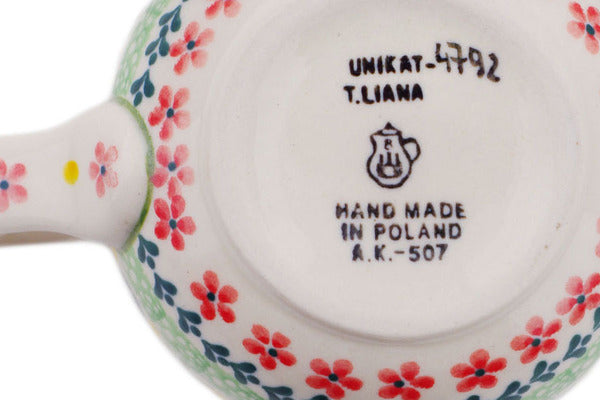 UNIKAT-4792
T.LIANA
HAND MADE
IN POLAND
A.K.-507